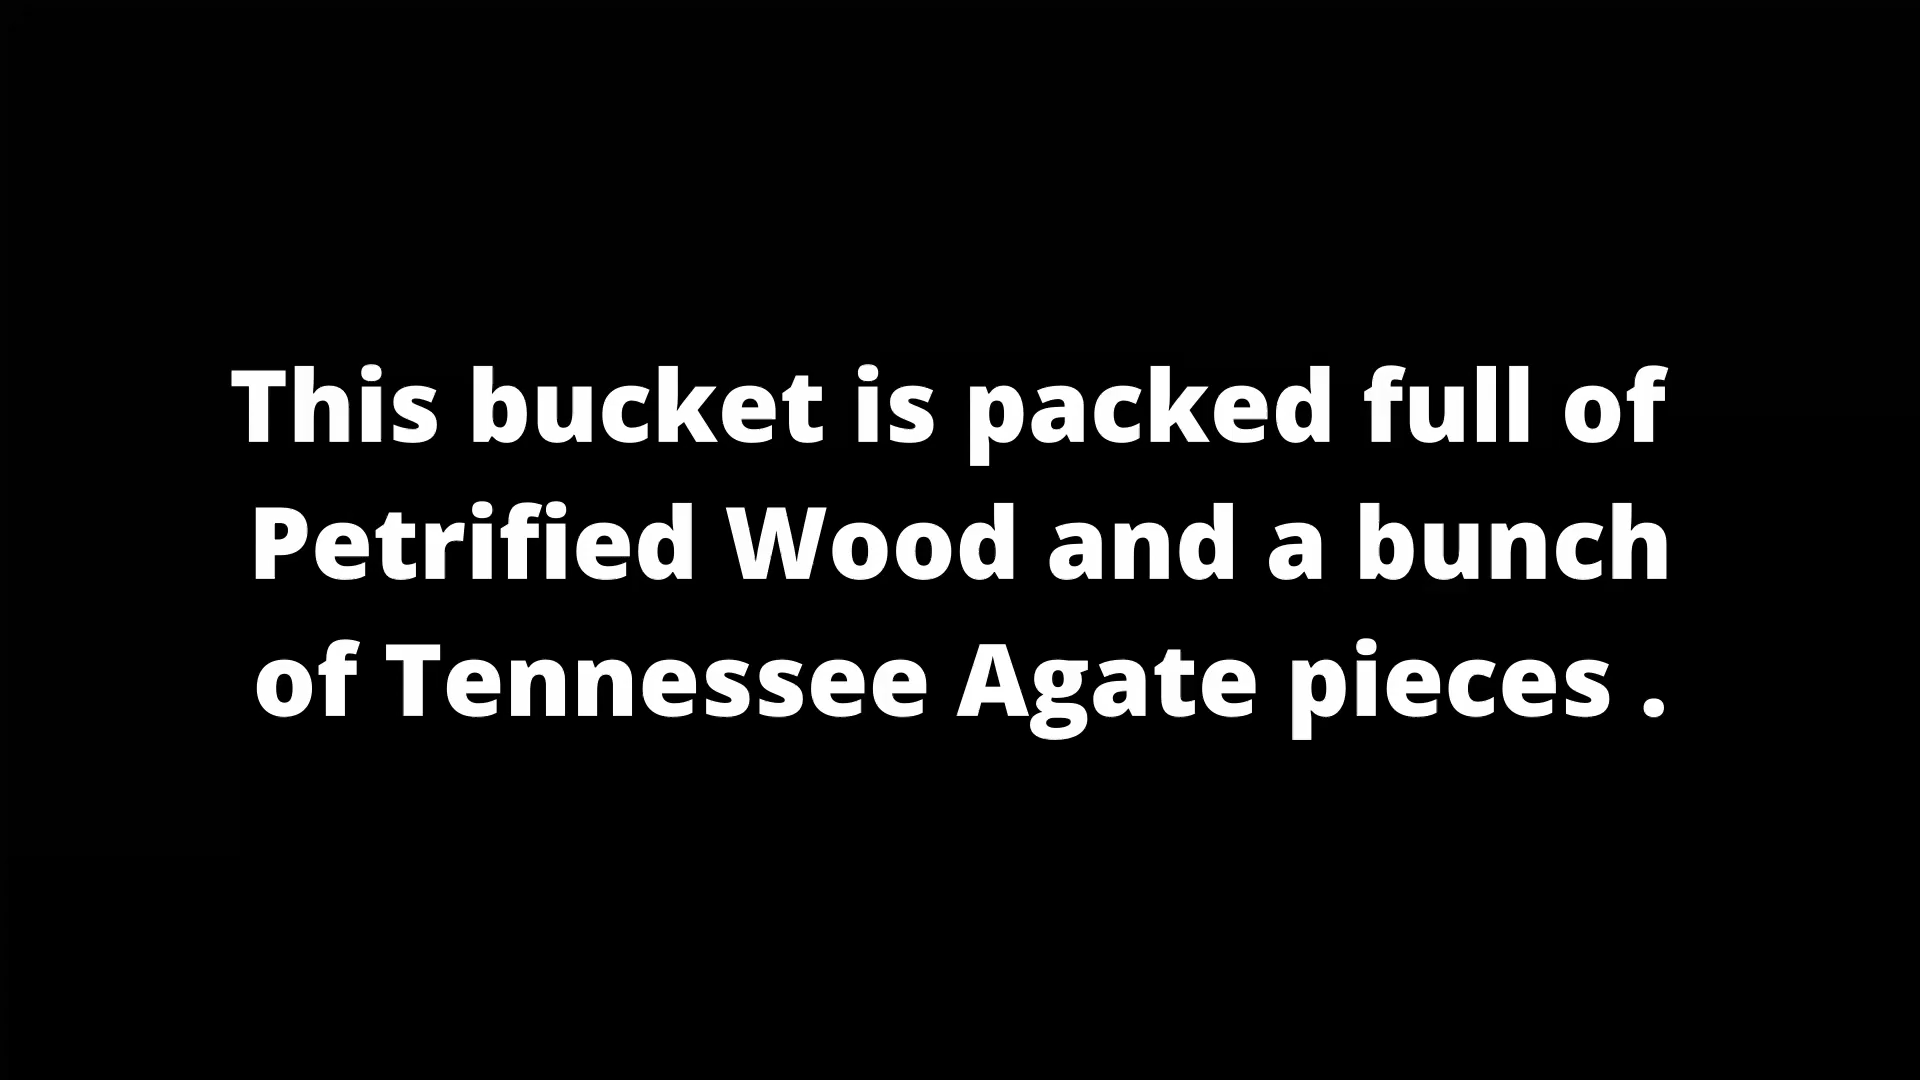 This bucket is packed full of
Petrified Wood and a bunch
of Tennessee Agate pieces .